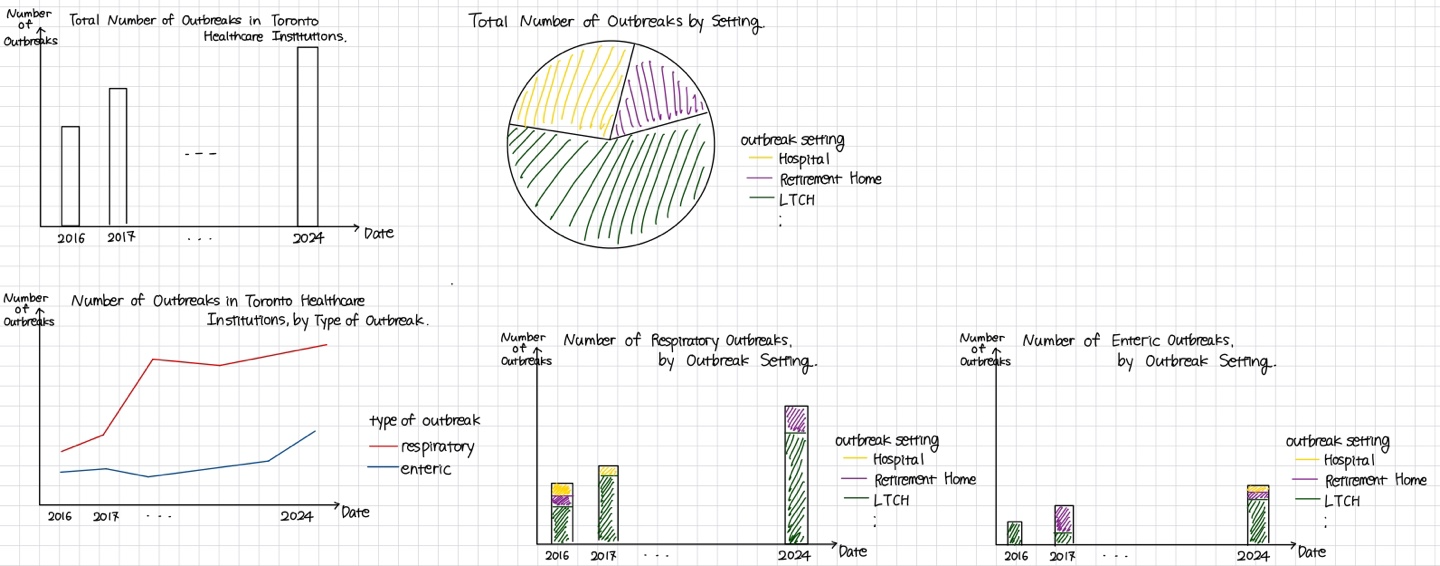 Number
of
Outbreaks
Total Number of Outbreaks in Toronto
Healthcare Institutions.
2016
2017
- - -
...
2024
Date
Total Number of Outbreaks by Setting.
outbreak setting
Hospital
Retirement Home
LTCH
:
Number
of
Outbreaks
Number of Outbreaks in Toronto Healthcare
Institutions, by Type of Outbreak.
type of outbreak
respiratory
enteric
2016
2017
...
2024
Date
Number
of
Outbreaks
Number of Respiratory Outbreaks,
by Outbreak Setting.
outbreak setting
Hospital
Retirement Home
LTCH
:
2016
2017
...
2024
Date
Number
of
Outbreaks
Number of Enteric Outbreaks,
by Outbreak Setting.
outbreak setting
Hospital
Retirement Home
LTCH
:
2016
2017
...
2024
Date